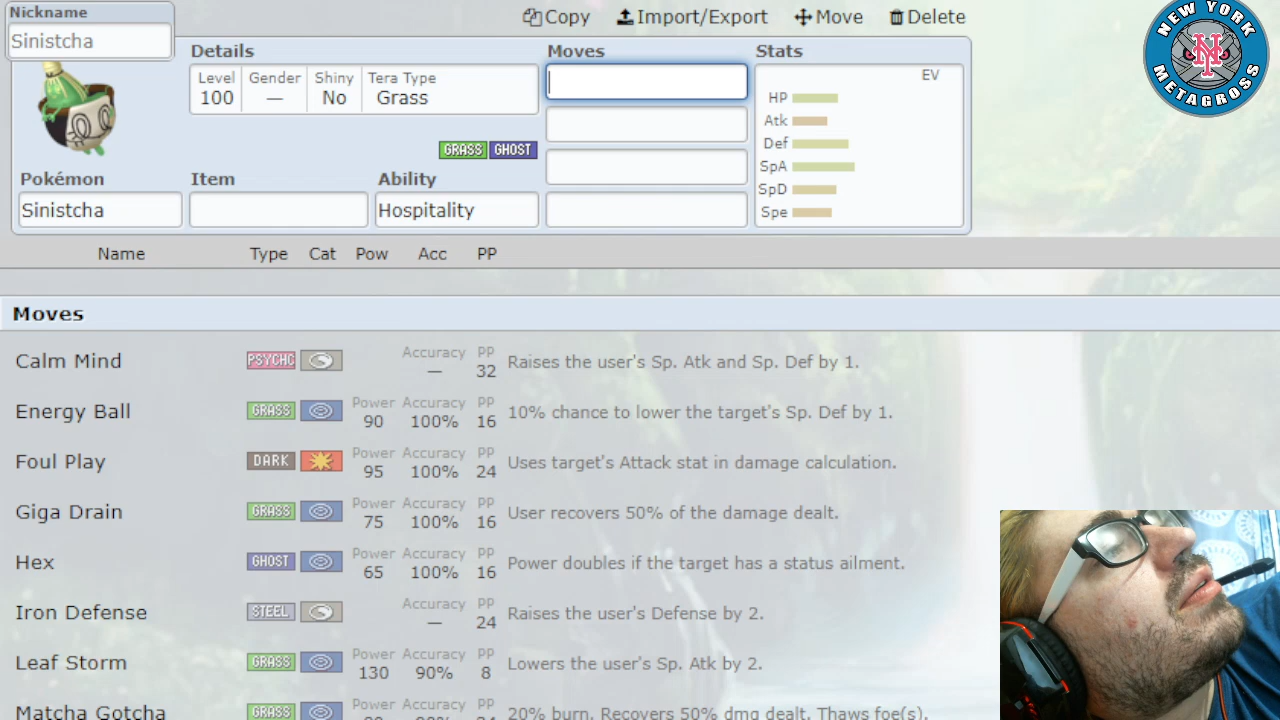 Nickname
Sinistcha
Copy Import/Export Move Delete
NEW YORK
NY
METAGROSS
Details
Moves
Stats
Level Gender Shiny Tera Type
100 — No Grass
EV
HP
Atk
Def
SpA
SpD
Spe
GRASS GHOST
Pokémon Item Ability
Sinistcha Hospitality
Name Type Cat Pow Acc PP
Moves
Calm Mind PSYCHC Accuracy — PP 32 Raises the user's Sp. Atk and Sp. Def by 1.
Energy Ball GRASS Power 90 Accuracy 100% PP 16 10% chance to lower the target's Sp. Def by 1.
Foul Play DARK Power 95 Accuracy 100% PP 24 Uses target's Attack stat in damage calculation.
Giga Drain GRASS Power 75 Accuracy 100% PP 16 User recovers 50% of the damage dealt.
Hex GHOST Power 65 Accuracy 100% PP 16 Power doubles if the target has a status ailment.
Iron Defense STEEL Accuracy — PP 24 Raises the user's Defense by 2.
Leaf Storm GRASS Power 130 Accuracy 90% PP 8 Lowers the user's Sp. Atk by 2.
Matcha Gotcha GRASS Power Accuracy PP 20% burn. Recovers 50% dmg dealt. Thaws foe(s).